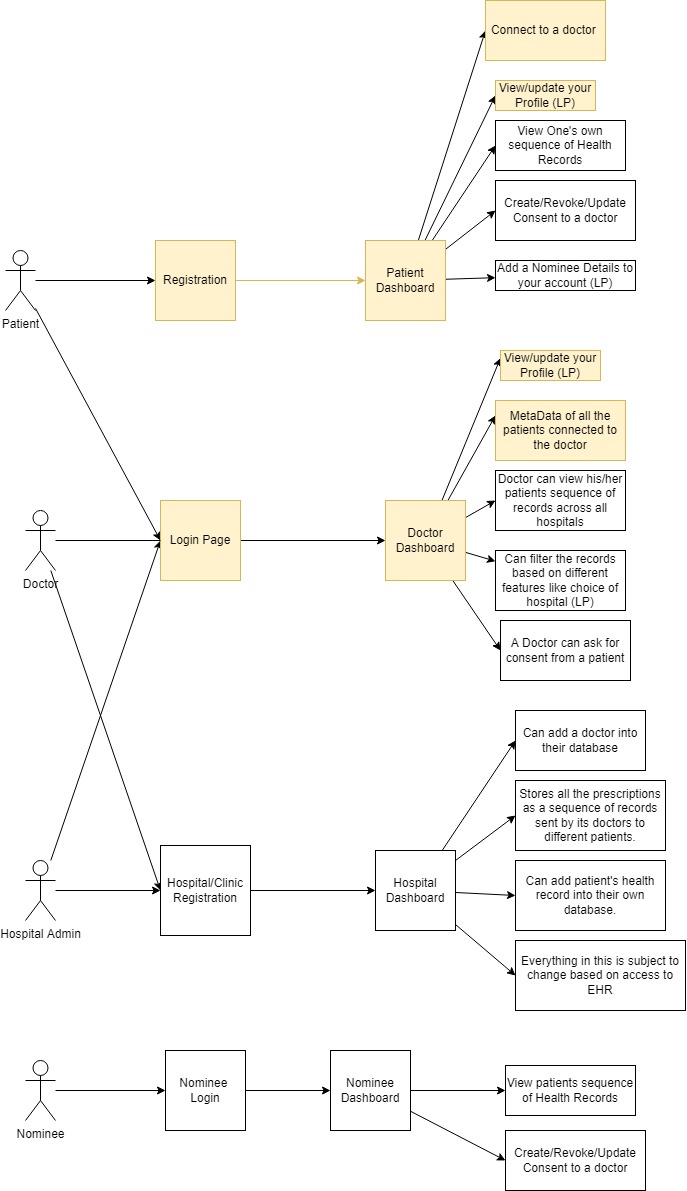 Connect to a doctor
View/update your
Profile (LP)
View One's own
sequence of Health
Records
Create/Revoke/Update
Consent to a doctor
Patient
Registration
Patient
Dashboard
Add a Nominee Details to
your account (LP)
View/update your
Profile (LP)
MetaData of all the
patients connected to
the doctor
Doctor can view his/her
patients sequence of
records across all
hospitals
Doctor
Login Page
Doctor
Dashboard
Can filter the records
based on different
features like choice of
hospital (LP)
A Doctor can ask for
consent from a patient
Can add a doctor into
their database
Stores all the prescriptions
as a sequence of records
sent by its doctors to
different patients.
Hospital Admin
Hospital/Clinic
Registration
Hospital
Dashboard
Can add patient's health
record into their own
database.
Everything in this is subject to
change based on access to
EHR
Nominee
Nominee
Login
Nominee
Dashboard
View patients sequence
of Health Records
Create/Revoke/Update
Consent to a doctor